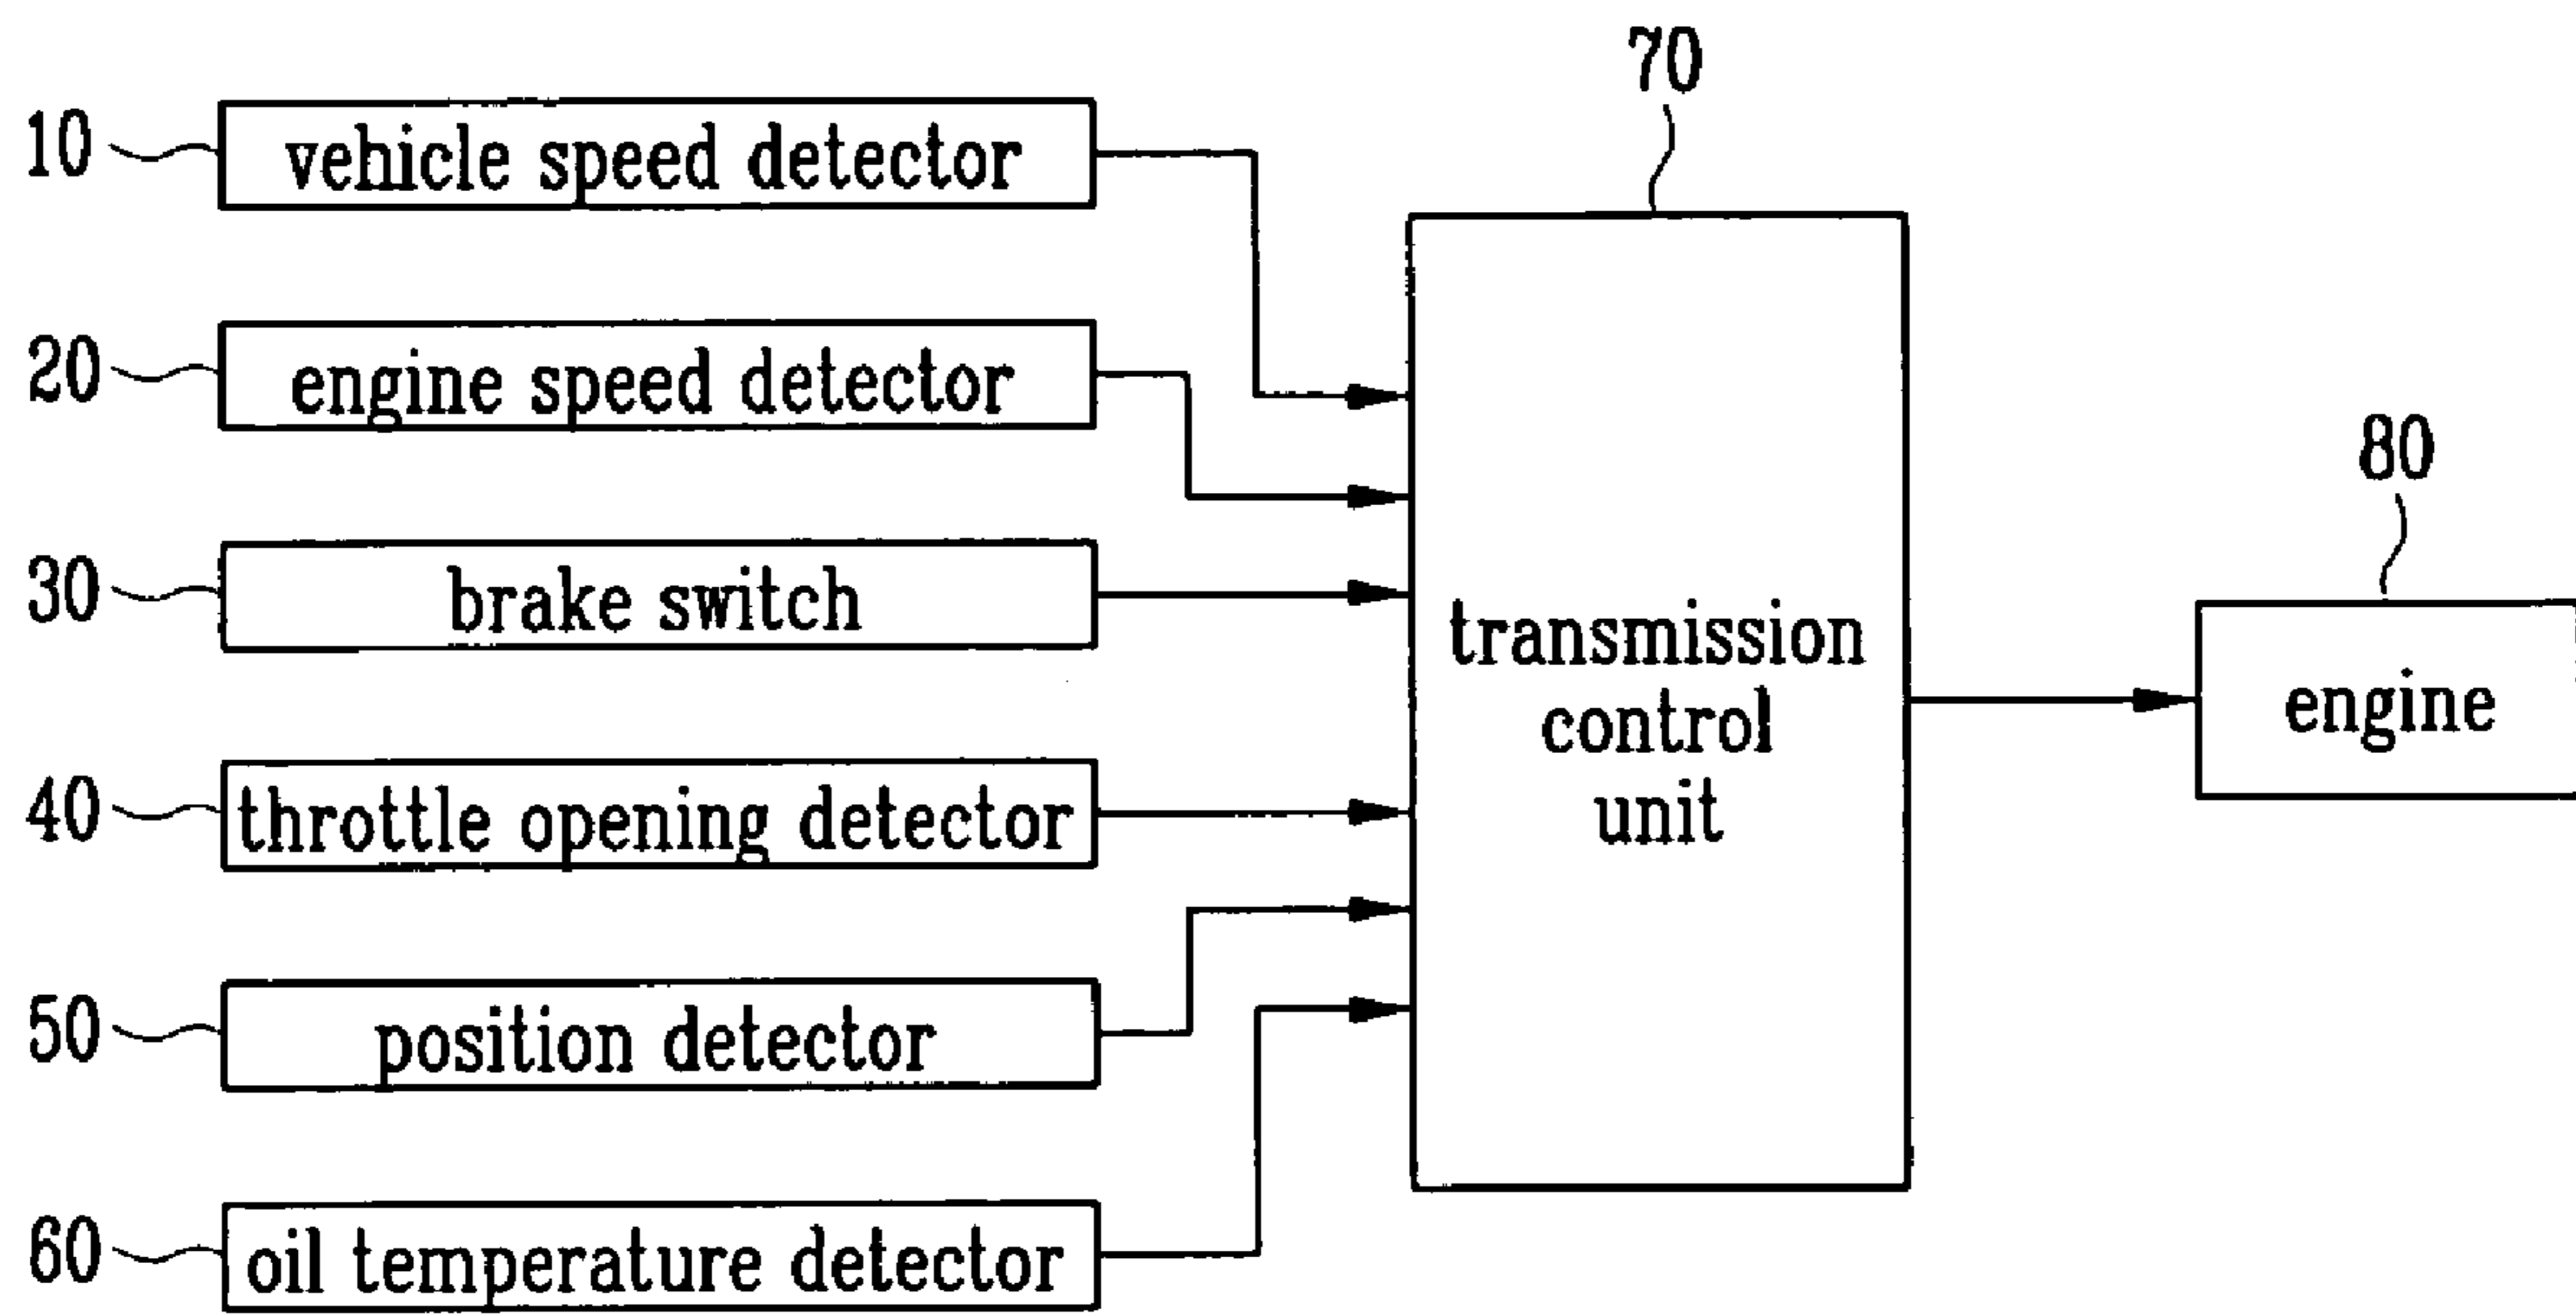 10 vehicle speed detector
20 engine speed detector
30 brake switch
40 throttle opening detector
50 position detector
60 oil temperature detector
70
transmission
control
unit
80
engine